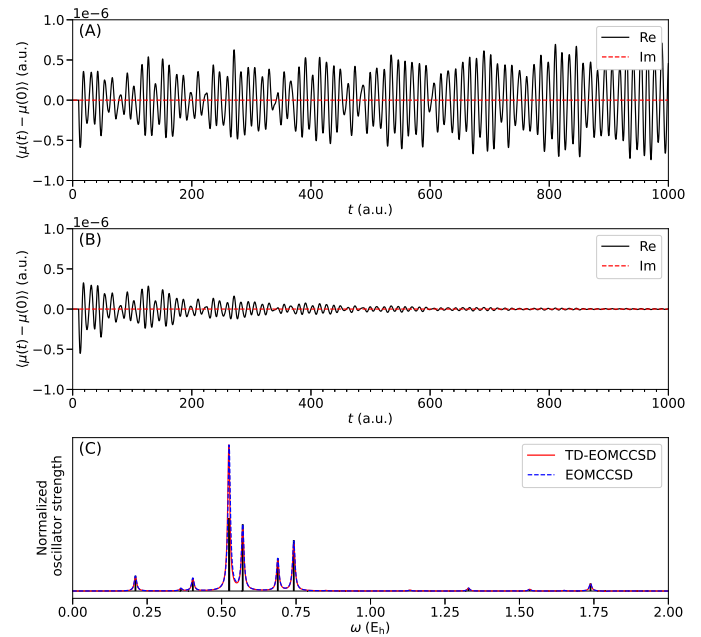 1e−6
(A)
Re
Im
1.0
0.5
0.0
−0.5
−1.0
⟨μ(t) − μ(0)⟩ (a.u.)
0 200 400 600 800 1000
t (a.u.)
1e−6
(B)
Re
Im
1.0
0.5
0.0
−0.5
−1.0
⟨μ(t) − μ(0)⟩ (a.u.)
0 200 400 600 800 1000
t (a.u.)
(C)
TD-EOMCCSD
EOMCCSD
Normalized
oscillator strength
0.00 0.25 0.50 0.75 1.00 1.25 1.50 1.75 2.00
ω (Eₕ)